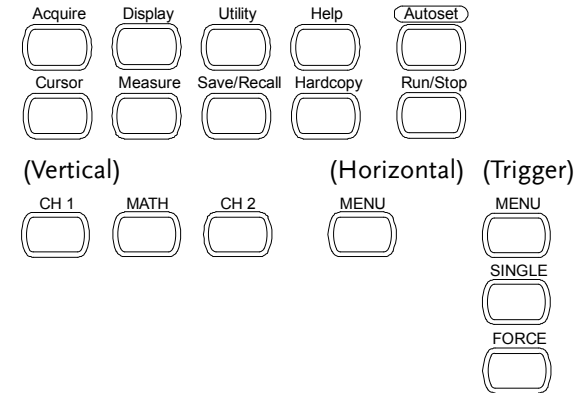 Acquire Display Utility Help Autoset
Cursor Measure Save/Recall Hardcopy Run/Stop
(Vertical) (Horizontal) (Trigger)
CH 1 MATH CH 2 MENU MENU
SINGLE
FORCE